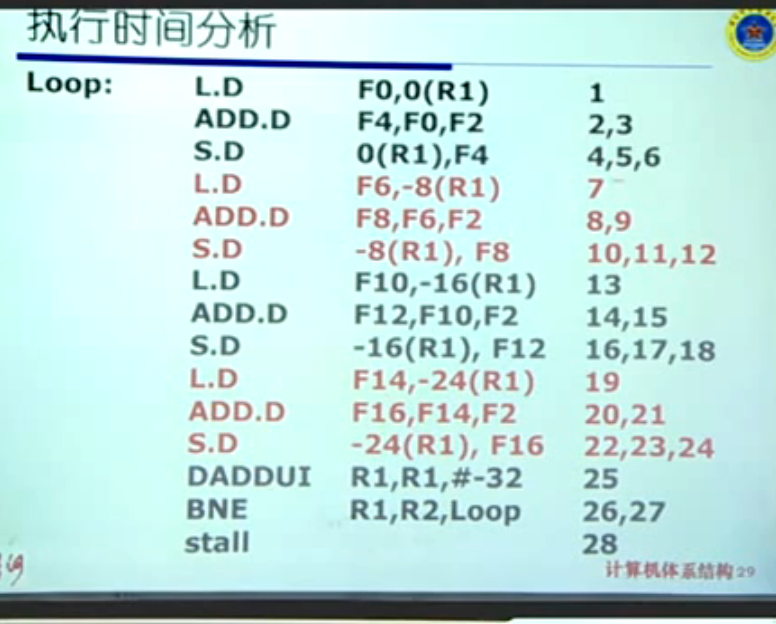 执行时间分析
Loop: L.D F0,0(R1) 1
ADD.D F4,F0,F2 2,3
S.D 0(R1),F4 4,5,6
L.D F6,-8(R1) 7
ADD.D F8,F6,F2 8,9
S.D -8(R1), F8 10,11,12
L.D F10,-16(R1) 13
ADD.D F12,F10,F2 14,15
S.D -16(R1), F12 16,17,18
L.D F14,-24(R1) 19
ADD.D F16,F14,F2 20,21
S.D -24(R1), F16 22,23,24
DADDUI R1,R1,#-32 25
BNE R1,R2,Loop 26,27
stall 28
计算机体系结构 29